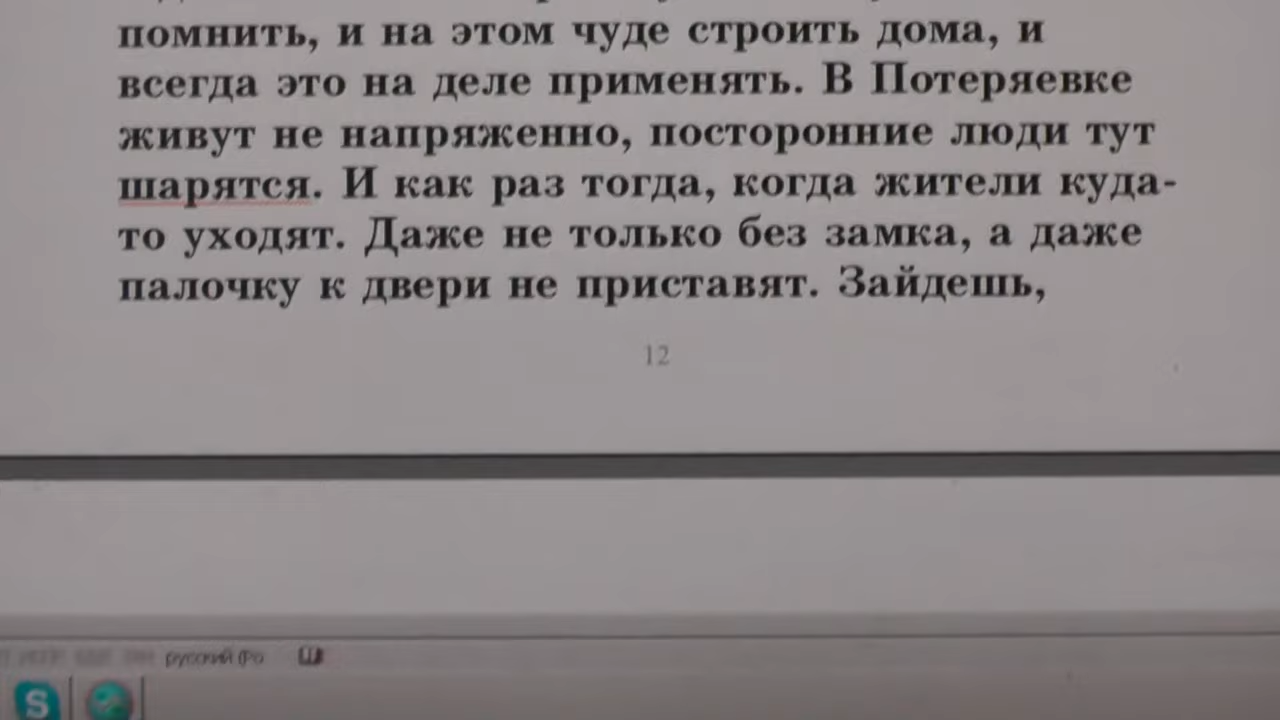 помнить, и на этом чуде строить дома, и
всегда это на деле применять. В Потеряевке
живут не напряженно, посторонние люди тут
шарятся. И как раз тогда, когда жители куда-
то уходят. Даже не только без замка, а даже
палочку к двери не приставят. Зайдешь,
12
русский (Ро
S